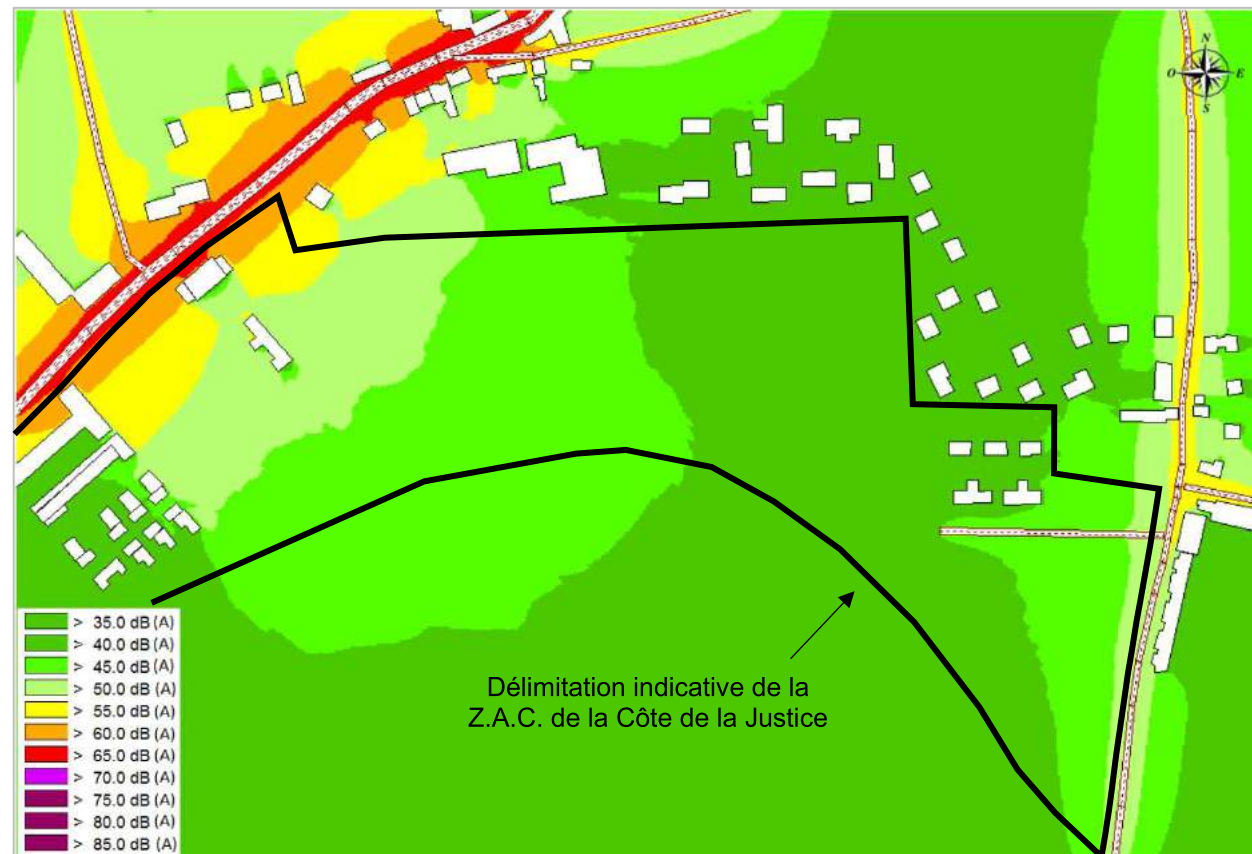 N
O
E
S
> 35.0 dB (A)
> 40.0 dB (A)
> 45.0 dB (A)
> 50.0 dB (A)
> 55.0 dB (A)
> 60.0 dB (A)
> 65.0 dB (A)
> 70.0 dB (A)
> 75.0 dB (A)
> 80.0 dB (A)
> 85.0 dB (A)
Délimitation indicative de la
Z.A.C. de la Côte de la Justice